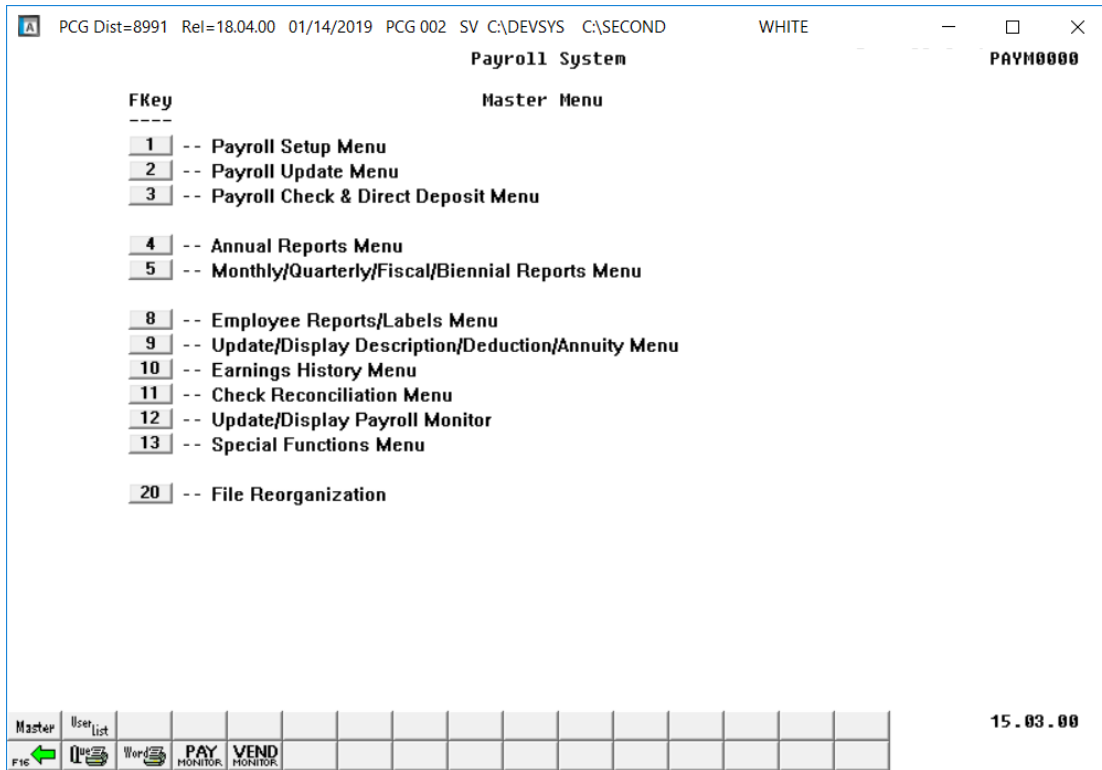 A PCG Dist=8991 Rel=18.04.00 01/14/2019 PCG 002 SV C:\DEVSYS C:\SECOND WHITE
Payroll System PAYM0000
FKey Master Menu
----
1 -- Payroll Setup Menu
2 -- Payroll Update Menu
3 -- Payroll Check & Direct Deposit Menu
4 -- Annual Reports Menu
5 -- Monthly/Quarterly/Fiscal/Biennial Reports Menu
8 -- Employee Reports/Labels Menu
9 -- Update/Display Description/Deduction/Annuity Menu
10 -- Earnings History Menu
11 -- Check Reconciliation Menu
12 -- Update/Display Payroll Monitor
13 -- Special Functions Menu
20 -- File Reorganization
Master User List 15.03.00
F16 Que Word PAY MONITOR VEND MONITOR